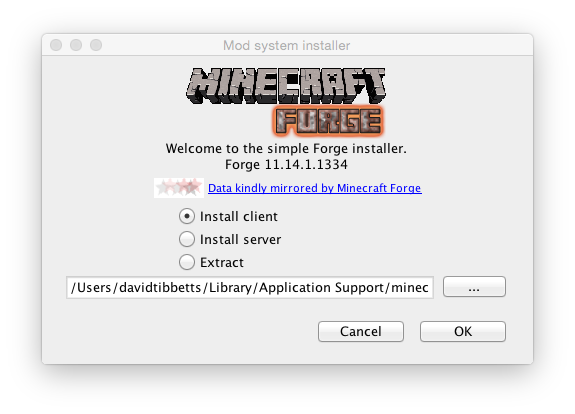 Mod system installer
MINECRAFT
FORGE
Welcome to the simple Forge installer.
Forge 11.14.1.1334
Data kindly mirrored by Minecraft Forge
Install client
Install server
Extract
/Users/davidtibbetts/Library/Application Support/minec
...
Cancel
OK